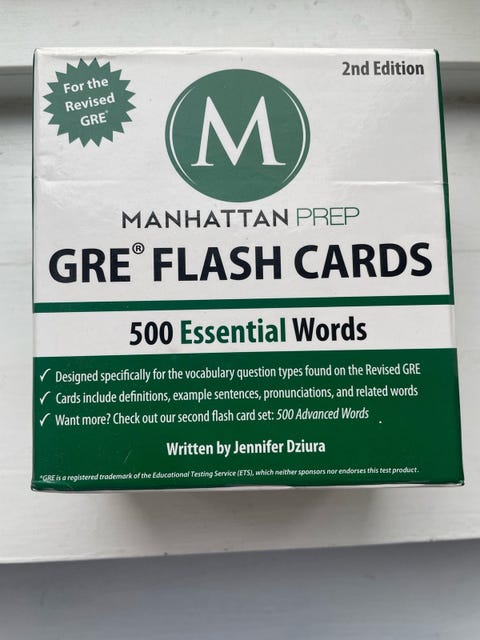 For the
Revised
GRE®
2nd Edition
M
MANHATTAN PREP
GRE® FLASH CARDS
500 Essential Words
✓ Designed specifically for the vocabulary question types found on the Revised GRE
✓ Cards include definitions, example sentences, pronunciations, and related words
✓ Want more? Check out our second flash card set: 500 Advanced Words
Written by Jennifer Dziura
*GRE is a registered trademark of the Educational Testing Service (ETS), which neither sponsors nor endorses this test product.